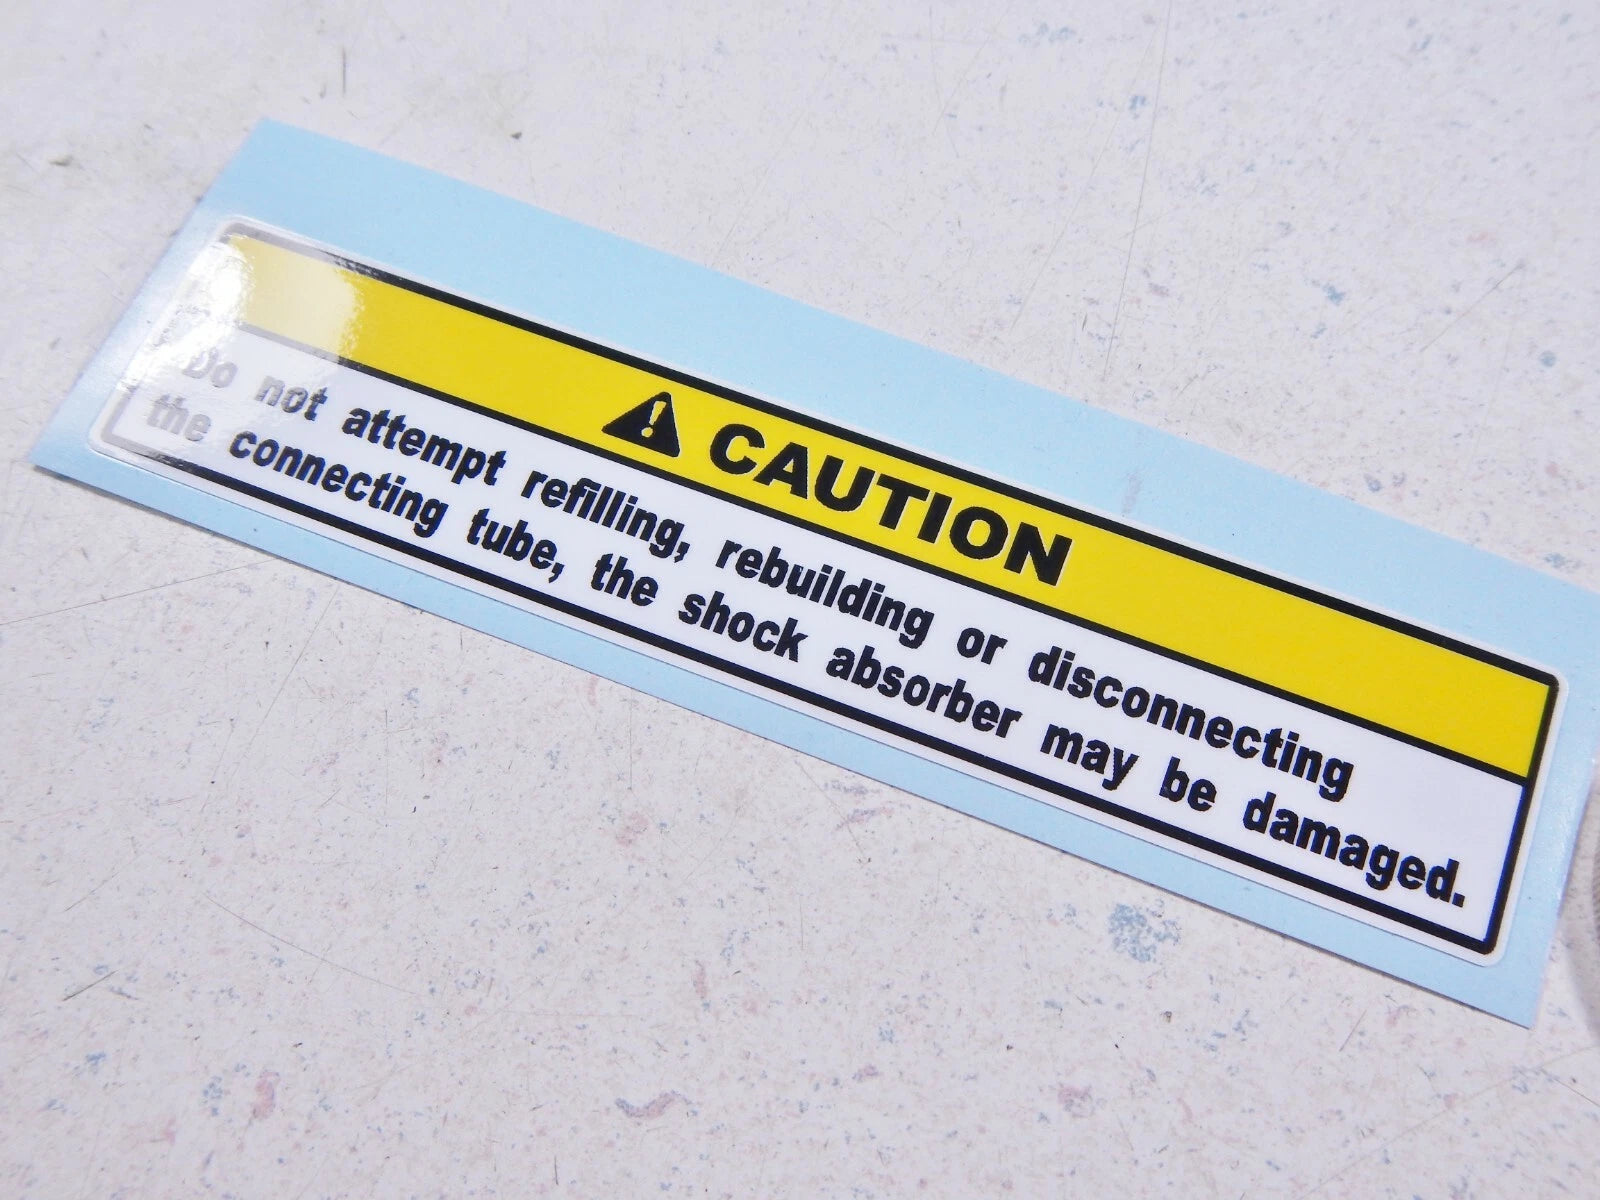 CAUTION
Do not attempt refilling, rebuilding or disconnecting
the connecting tube, the shock absorber may be damaged.